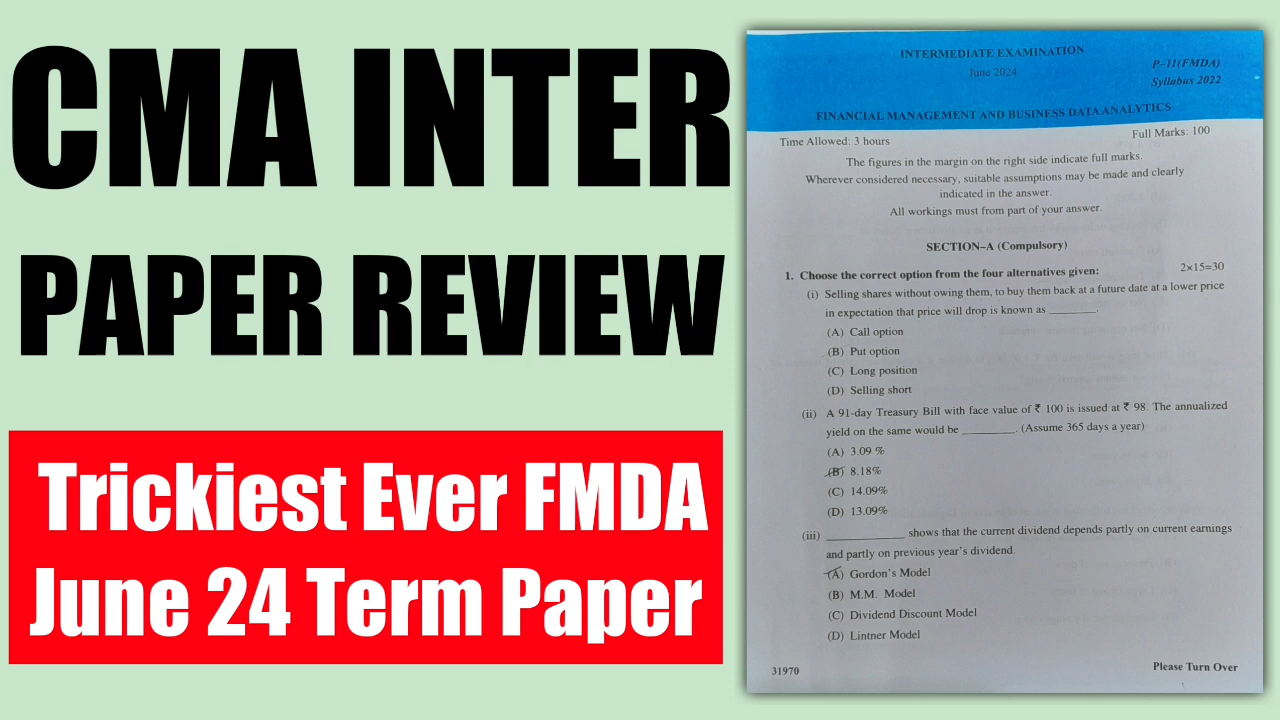 CMA INTER
PAPER REVIEW
Trickiest Ever FMDA
June 24 Term Paper
INTERMEDIATE EXAMINATION
June 2024
P–11(FMDA)
Syllabus 2022
FINANCIAL MANAGEMENT AND BUSINESS DATA ANALYTICS
Time Allowed: 3 hours
Full Marks: 100
The figures in the margin on the right side indicate full marks.
Wherever considered necessary, suitable assumptions may be made and clearly
indicated in the answer.
All workings must from part of your answer.
SECTION–A (Compulsory)
1. Choose the correct option from the four alternatives given:
2×15=30
(i) Selling shares without owing them, to buy them back at a future date at a lower price
in expectation that price will drop is known as ________.
(A) Call option
(B) Put option
(C) Long position
(D) Selling short
(ii) A 91-day Treasury Bill with face value of ₹ 100 is issued at ₹ 98. The annualized
yield on the same would be ________. (Assume 365 days a year)
(A) 3.09 %
(B) 8.18%
(C) 14.09%
(D) 13.09%
(iii) ____________ shows that the current dividend depends partly on current earnings
and partly on previous year's dividend.
(A) Gordon's Model
(B) M.M. Model
(C) Dividend Discount Model
(D) Lintner Model
31970
Please Turn Over